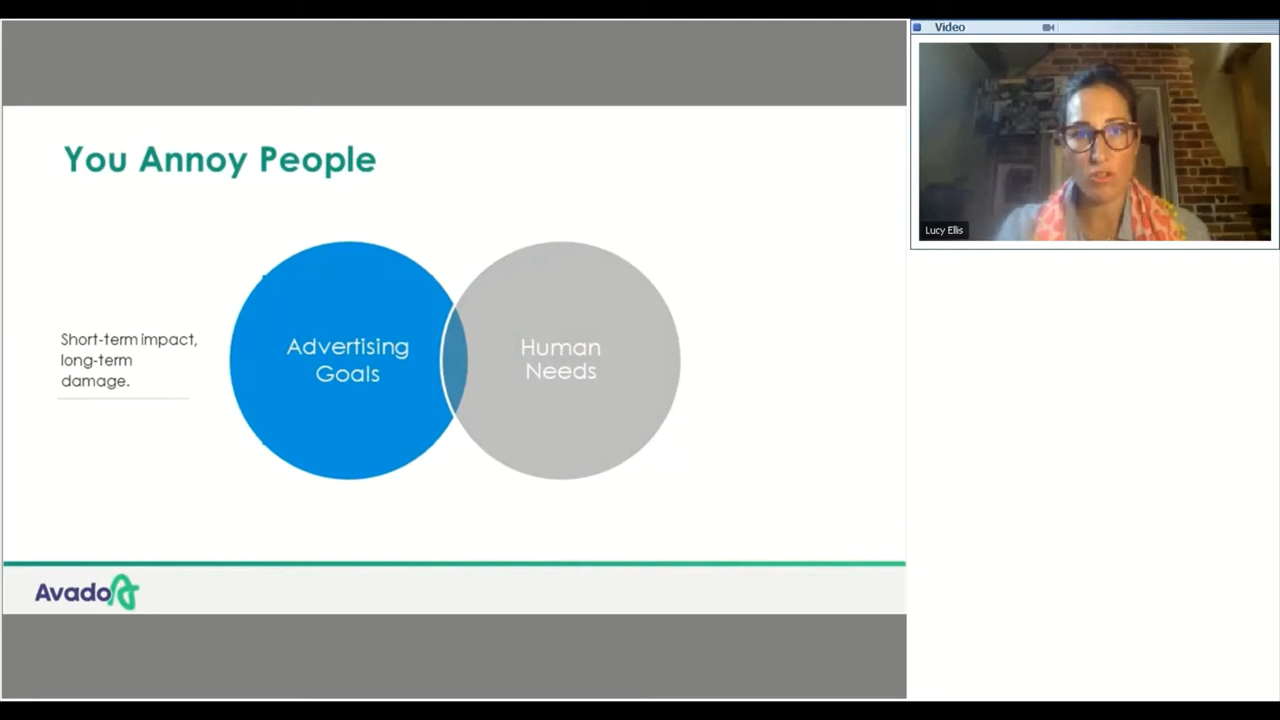 You Annoy People
Short-term impact,
long-term
damage.
Advertising
Goals
Human
Needs
Avado
Video
Lucy Ellis